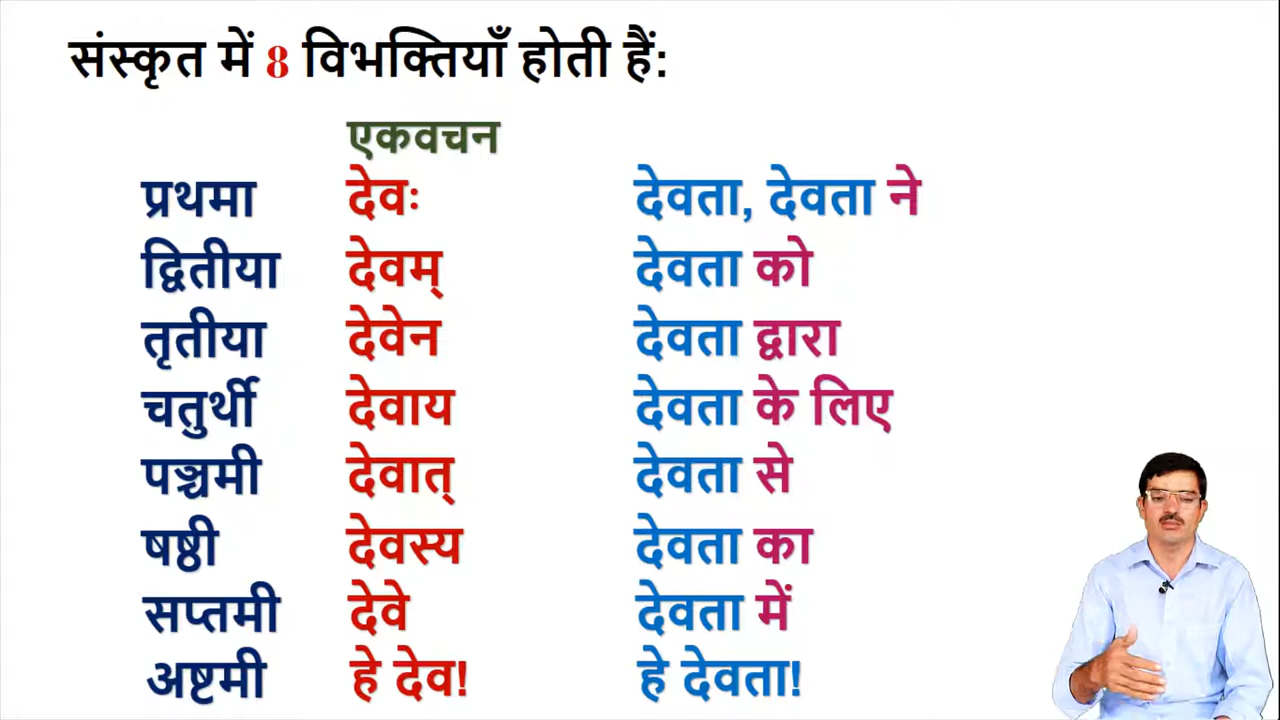 संस्कृत में 8 विभक्तियाँ होती हैं:
एकवचन
प्रथमा देवः देवता, देवता ने
द्वितीया देवम् देवता को
तृतीया देवेन देवता द्वारा
चतुर्थी देवाय देवता के लिए
पञ्चमी देवात् देवता से
षष्ठी देवस्य देवता का
सप्तमी देवे देवता में
अष्टमी हे देव! हे देवता!